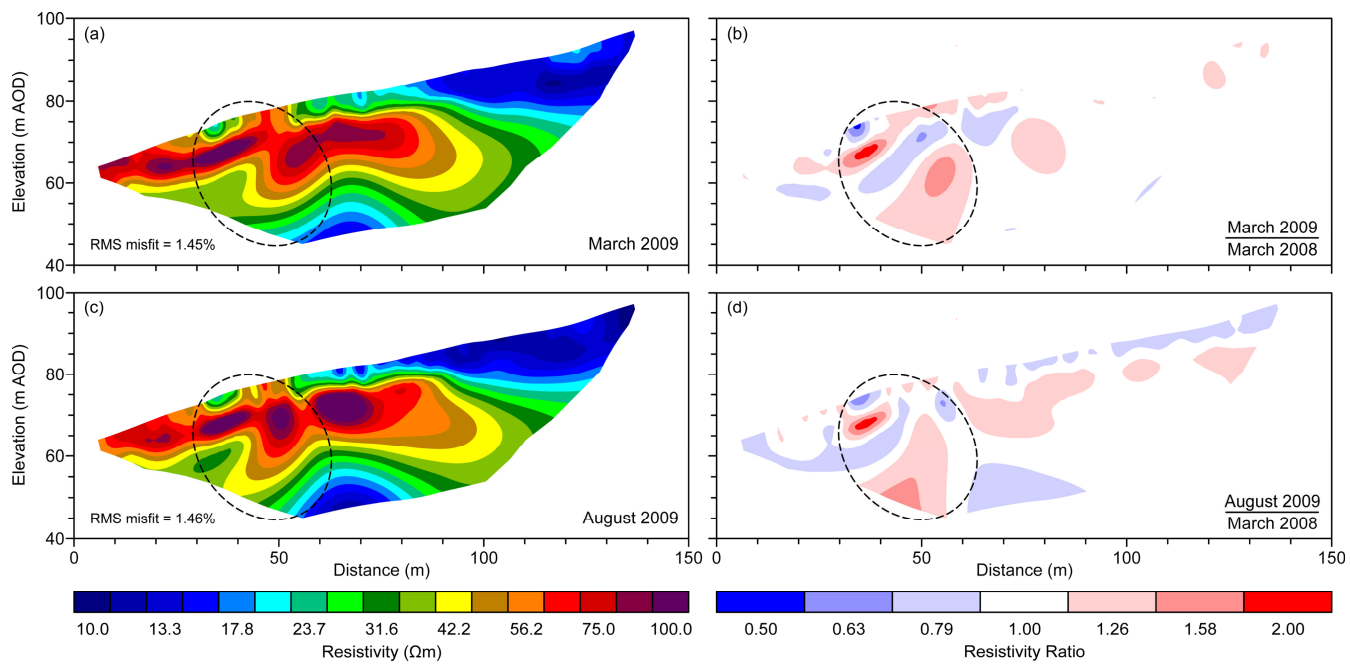 100
80
60
40
Elevation (m AOD)
(a)
RMS misfit = 1.45%
March 2009
(b)
March 2009
March 2008
100
80
60
40
Elevation (m AOD)
(c)
RMS misfit = 1.46%
August 2009
(d)
August 2009
March 2008
0 50 100 150
Distance (m)
0 50 100 150
Distance (m)
10.0 13.3 17.8 23.7 31.6 42.2 56.2 75.0 100.0
Resistivity (Ωm)
0.50 0.63 0.79 1.00 1.26 1.58 2.00
Resistivity Ratio